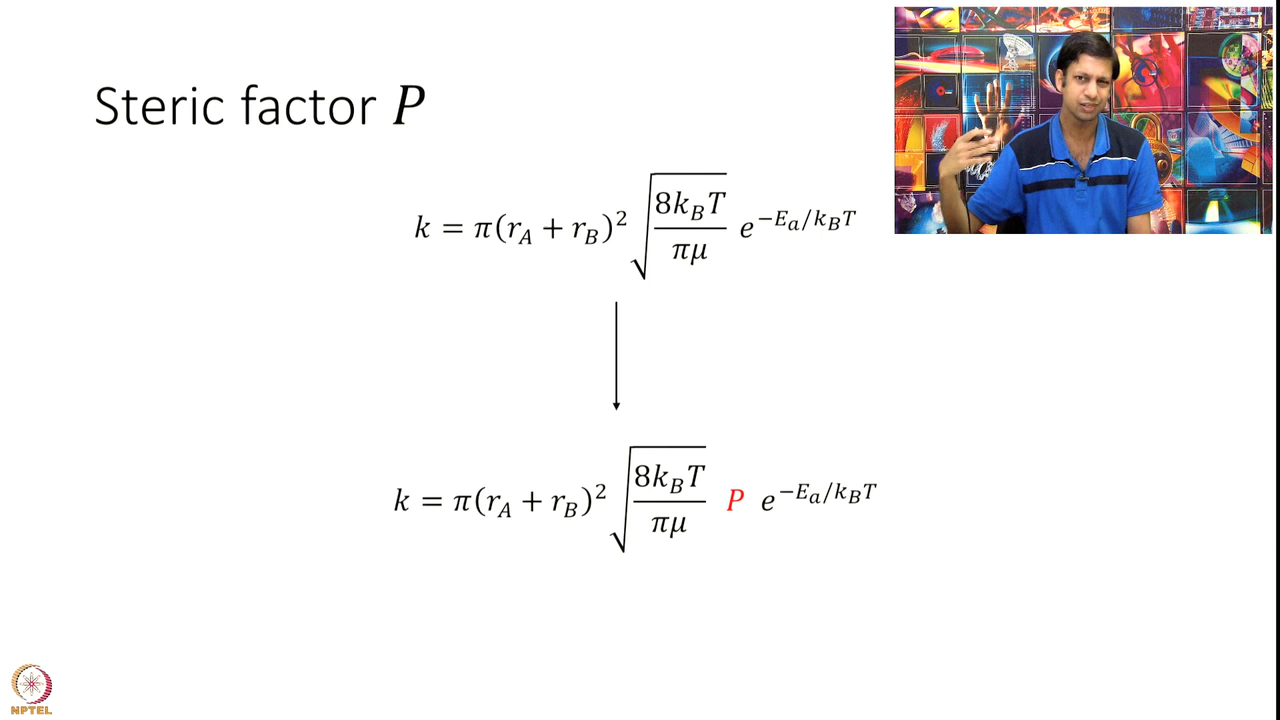 Steric factor P
k = π(r_A + r_B)² √(8k_BT/πμ) e^{−E_a/k_BT}
k = π(r_A + r_B)² √(8k_BT/πμ) P e^{−E_a/k_BT}
NPTEL